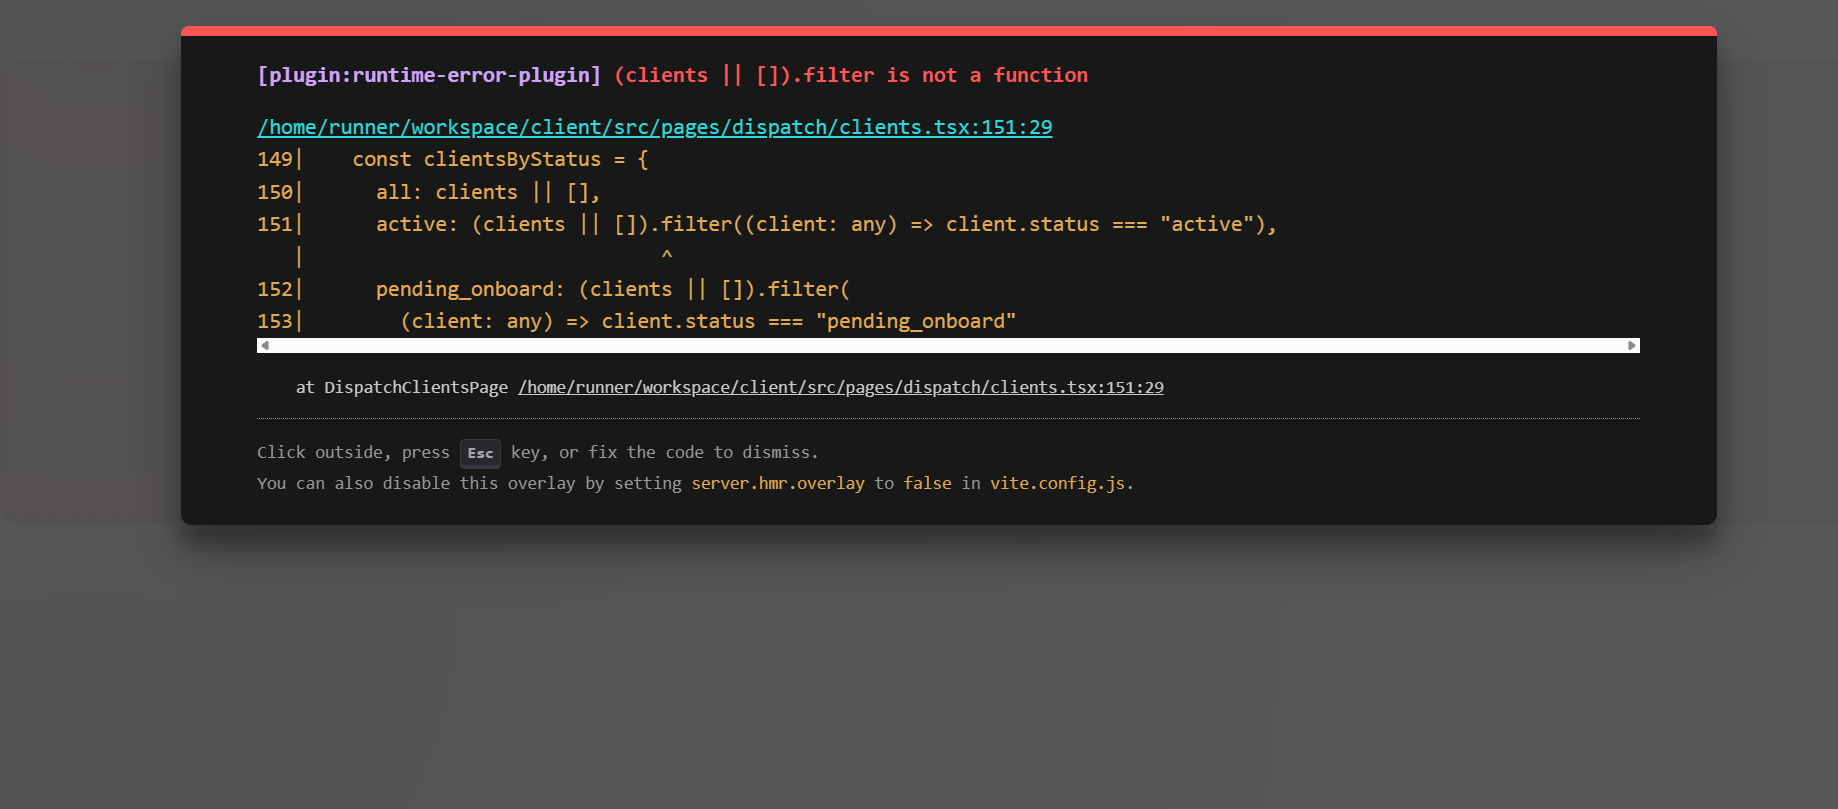 [plugin:runtime-error-plugin] (clients || []).filter is not a function
/home/runner/workspace/client/src/pages/dispatch/clients.tsx:151:29
149|    const clientsByStatus = {
150|      all: clients || [],
151|      active: (clients || []).filter((client: any) => client.status === "active"),
   |                              ^
152|      pending_onboard: (clients || []).filter(
153|        (client: any) => client.status === "pending_onboard"
at DispatchClientsPage /home/runner/workspace/client/src/pages/dispatch/clients.tsx:151:29
Click outside, press Esc key, or fix the code to dismiss.
You can also disable this overlay by setting server.hmr.overlay to false in vite.config.js.